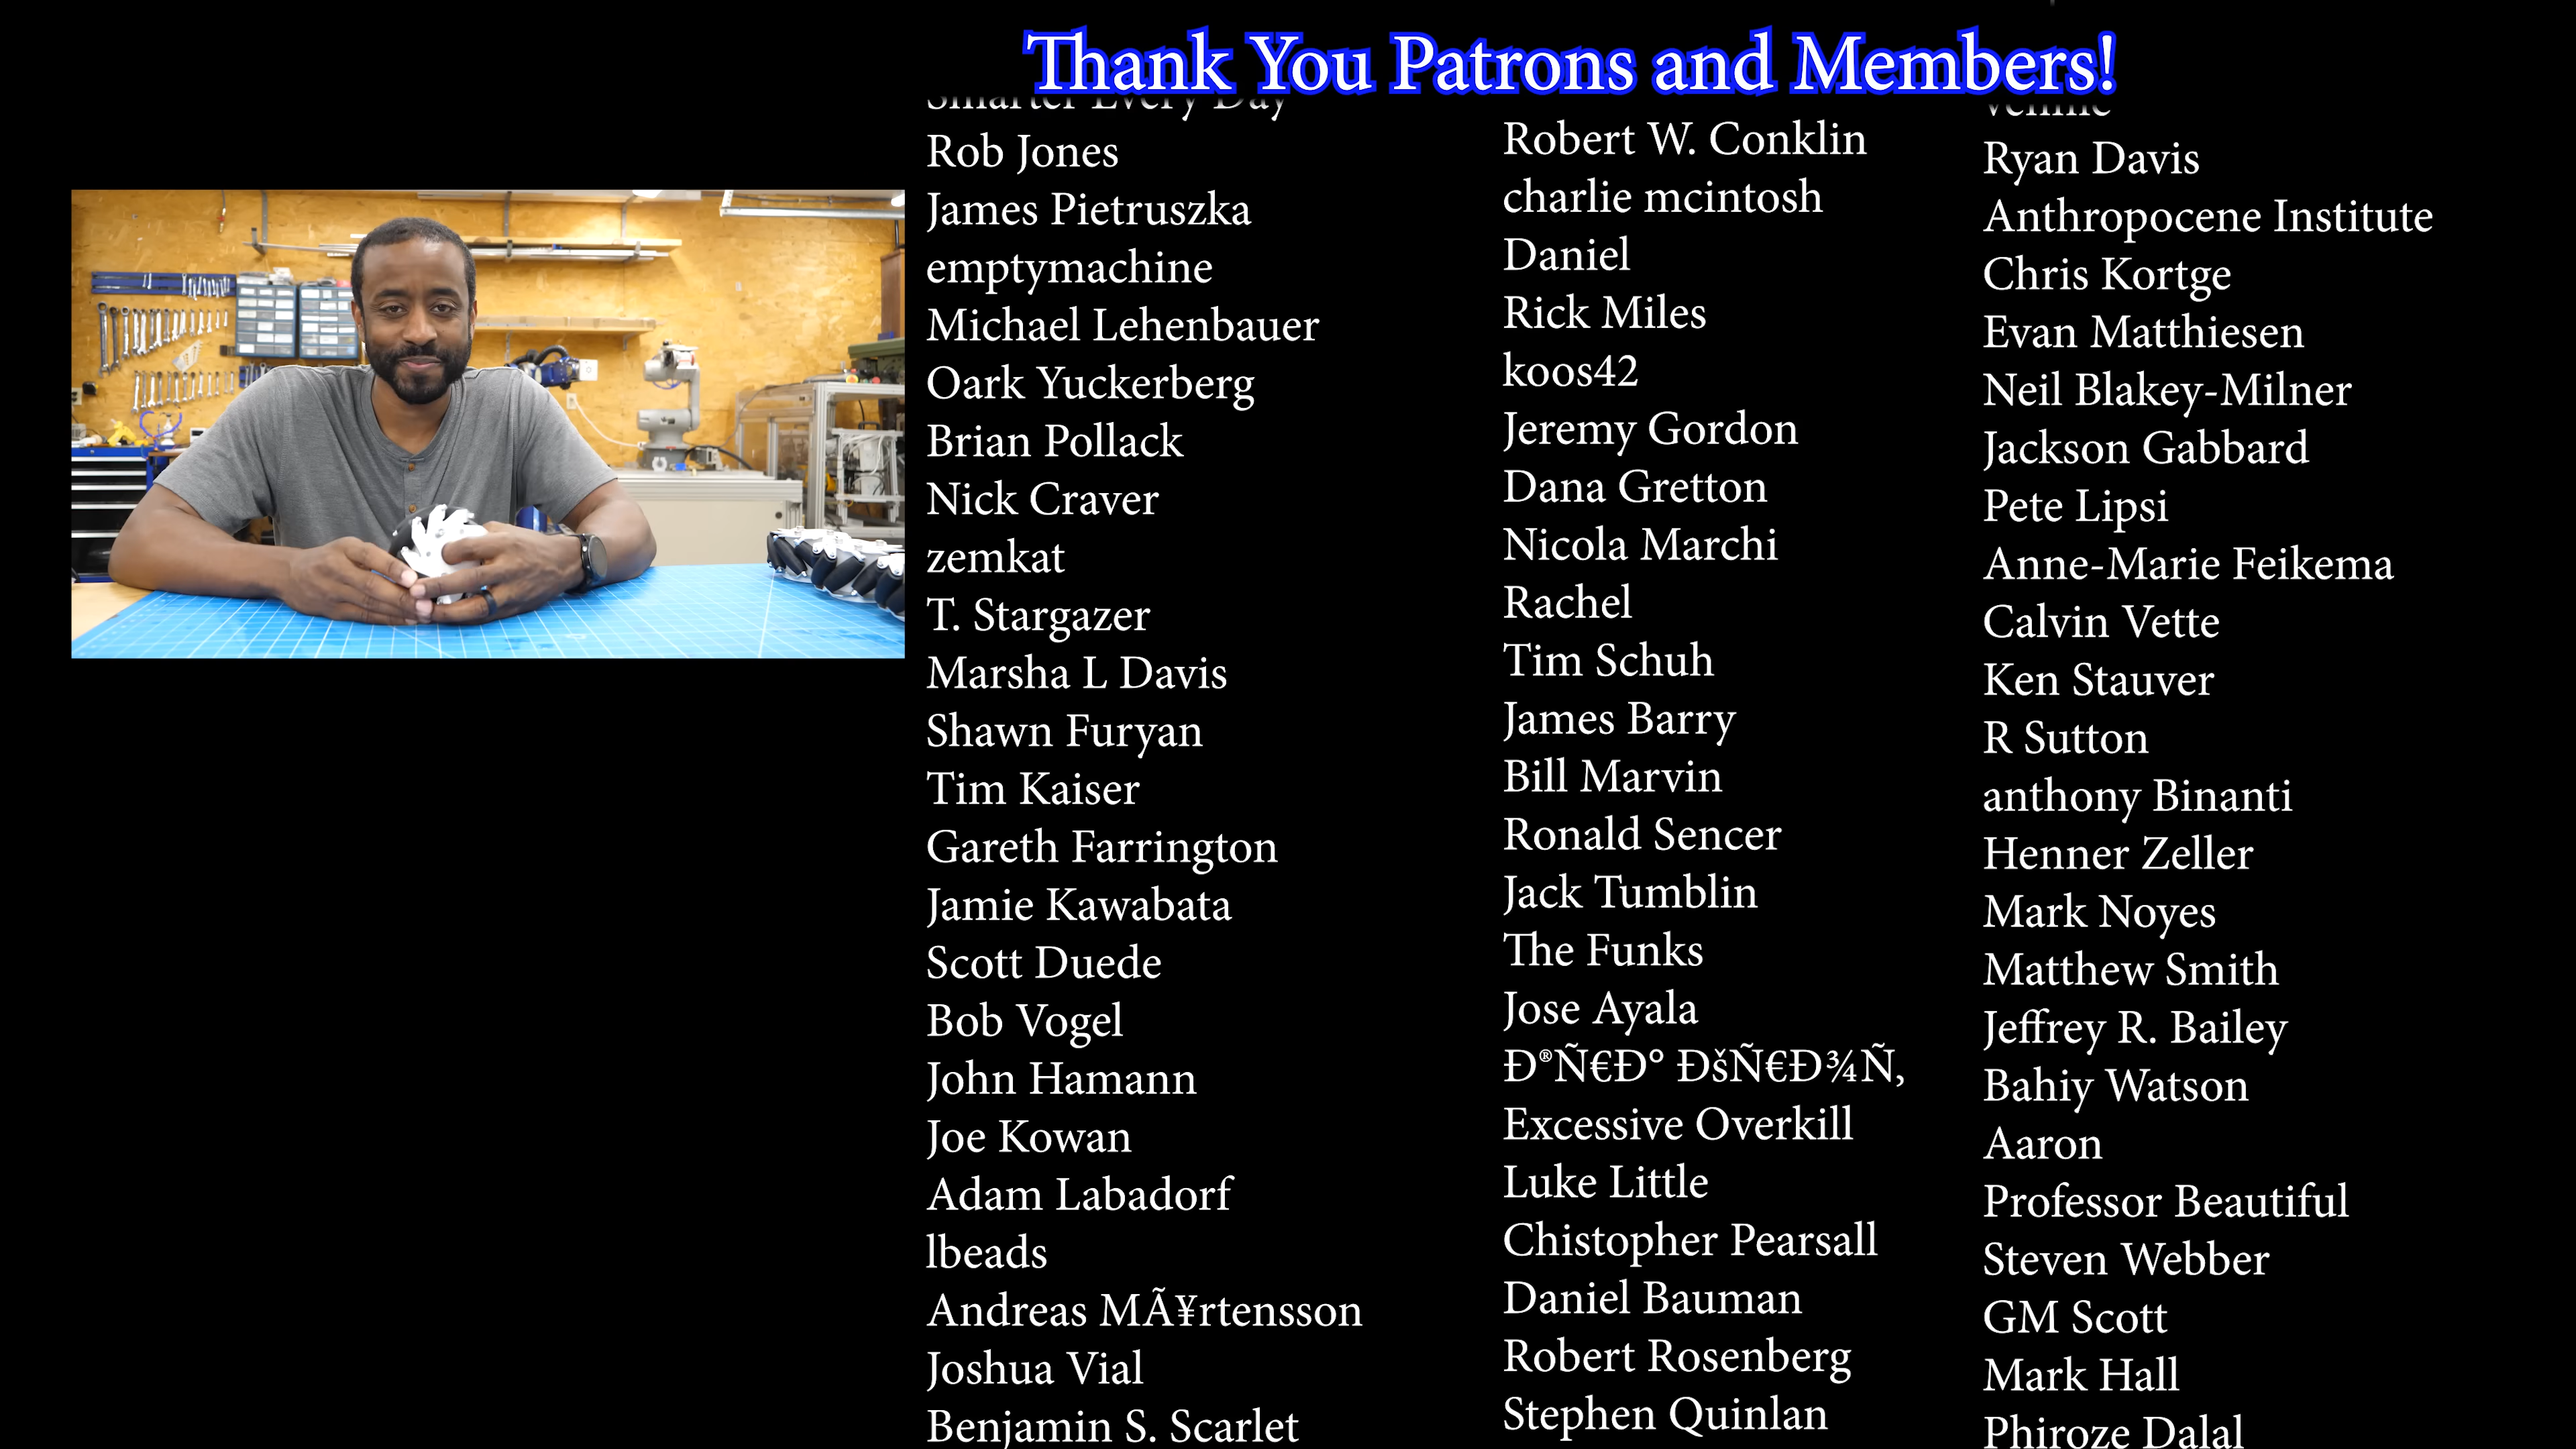 Thank You Patrons and Members!
Smarter Every Day
Rob Jones
James Pietruszka
emptymachine
Michael Lehenbauer
Oark Yuckerberg
Brian Pollack
Nick Craver
zemkat
T. Stargazer
Marsha L Davis
Shawn Furyan
Tim Kaiser
Gareth Farrington
Jamie Kawabata
Scott Duede
Bob Vogel
John Hamann
Joe Kowan
Adam Labadorf
lbeads
Andreas MÃ¥rtensson
Joshua Vial
Benjamin S. Scarlet
Robert W. Conklin
charlie mcintosh
Daniel
Rick Miles
koos42
Jeremy Gordon
Dana Gretton
Nicola Marchi
Rachel
Tim Schuh
James Barry
Bill Marvin
Ronald Sencer
Jack Tumblin
The Funks
Jose Ayala
Ð®Ñ€Ð° ÐšÑ€Ð¾Ñ‚
Excessive Overkill
Luke Little
Chistopher Pearsall
Daniel Bauman
Robert Rosenberg
Stephen Quinlan
Ryan Davis
Anthropocene Institute
Chris Kortge
Evan Matthiesen
Neil Blakey-Milner
Jackson Gabbard
Pete Lipsi
Anne-Marie Feikema
Calvin Vette
Ken Stauver
R Sutton
anthony Binanti
Henner Zeller
Mark Noyes
Matthew Smith
Jeffrey R. Bailey
Bahiy Watson
Aaron
Professor Beautiful
Steven Webber
GM Scott
Mark Hall
Phiroze Dalal